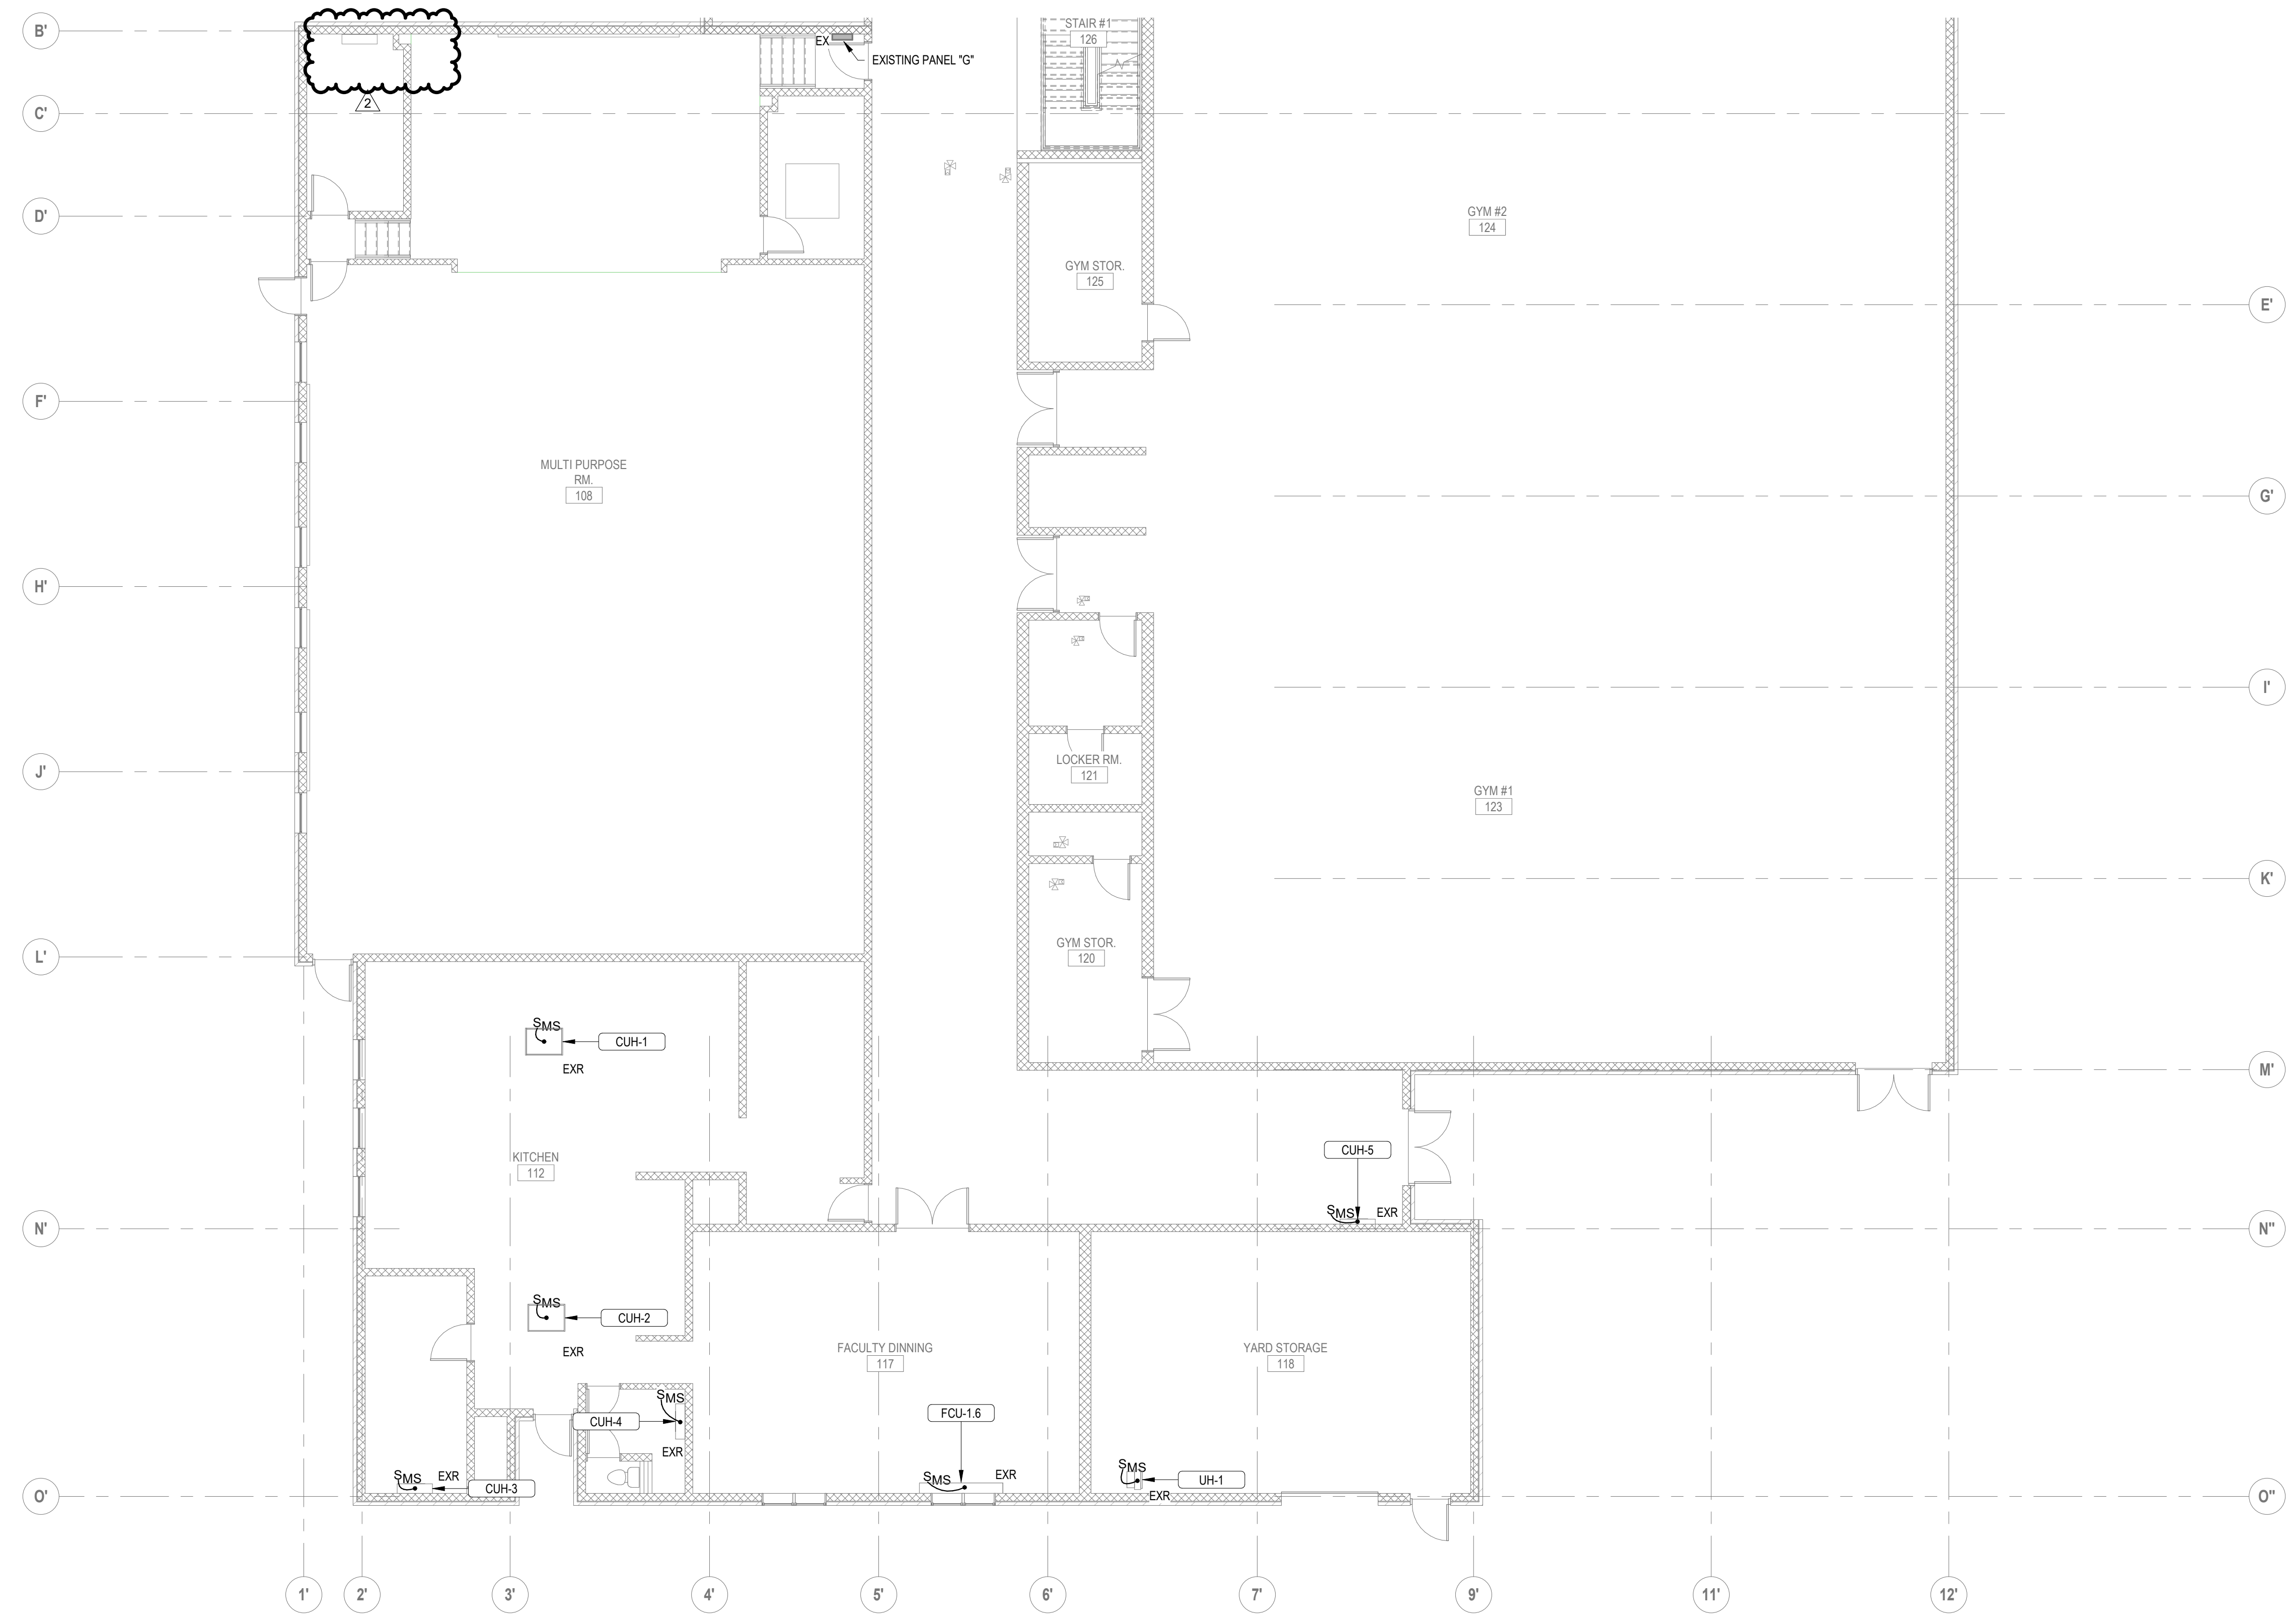 B'
EX
EXISTING PANEL "G"
STAIR #1
126
2
C'
D'
GYM #2
124
GYM STOR.
125
E'
F'
MULTI PURPOSE
RM.
108
G'
H'
I'
LOCKER RM.
121
J'
GYM #1
123
K'
GYM STOR.
120
L'
SMS
CUH-1
EXR
M'
KITCHEN
112
CUH-5
SMS
EXR
N'
N"
SMS
CUH-2
EXR
FACULTY DINNING
117
YARD STORAGE
118
SMS
CUH-4
EXR
FCU-1.6
SMS
EXR
CUH-3
SMS
EXR
SMS
UH-1
EXR
O'
O"
1'
2'
3'
4'
5'
6'
7'
9'
11'
12'